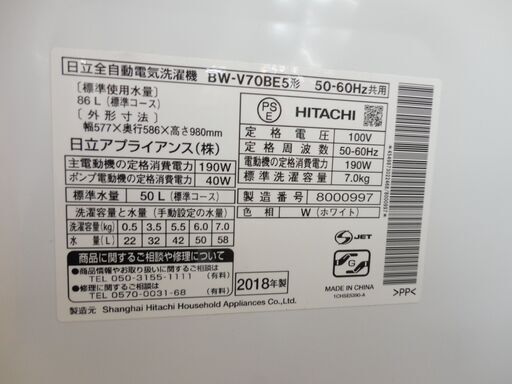 日立全自動電気洗濯機 BW-V70BE5形 50-60Hz共用
[標準使用水量]
86L(標準コース)
[外形寸法]
幅577×奥行586×高さ980mm
日立アプライアンス(株)
主電動機の定格消費電力 190W
ポンプ電動機の定格消費電力 40W
標準水量 50L(標準コース)
洗濯容量と水量(手動設定の水量)
洗濯容量(kg) 0.5 3.5 5.5 6.0 7.0
水量(L) 22 32 42 50 58
商品に関するご相談や修理について
●商品情報やお取り扱いに関するご相談など
TEL 050-3155-1111 (有料)
●修理に関するご相談など
TEL 0570-0031-68 (有料)
2018年製
製造元 Shanghai Hitachi Household Appliances Co.,Ltd.
PS
E
HITACHI
定格電圧 100V
定格周波数 50-60Hz
電動機の定格消費電力 190W
標準洗濯容量 7.0kg
製造番号 8000997
色相 W(ホワイト)
JET
G
MADE IN CHINA
1CHSE5390-A
>PP<